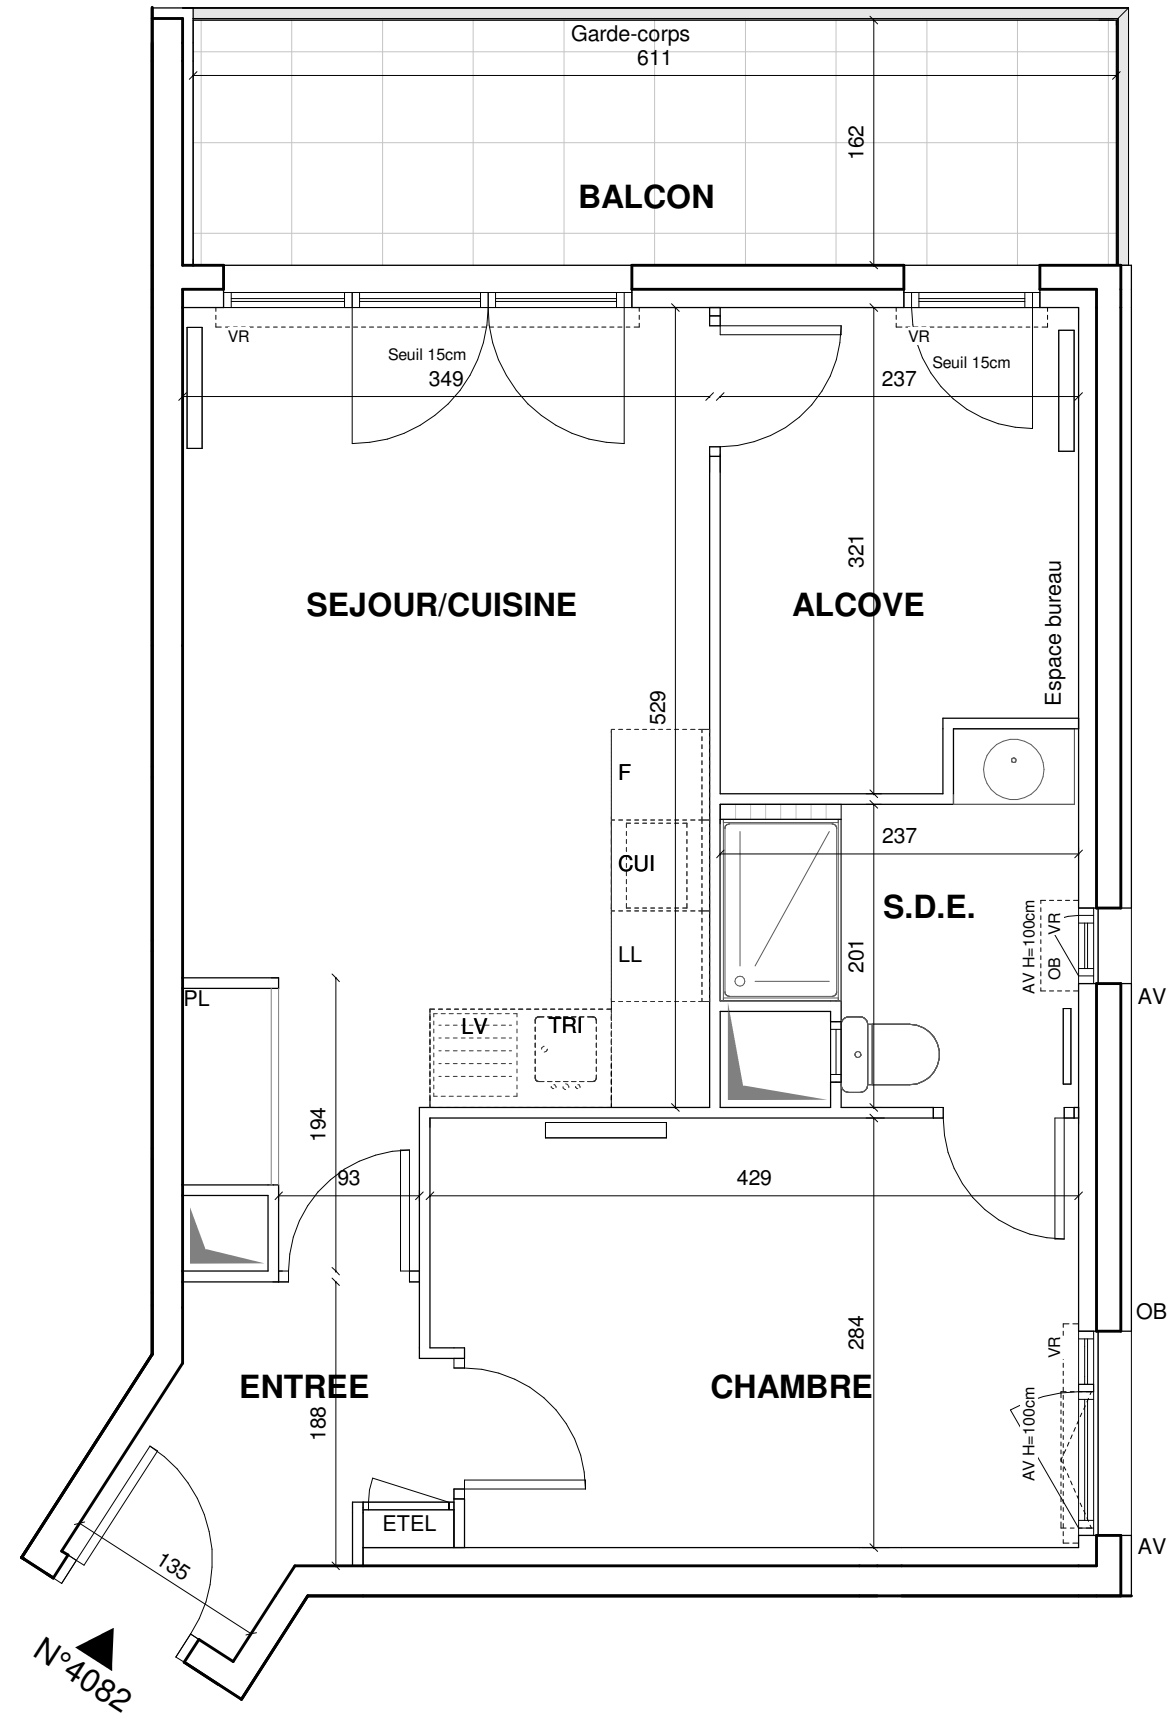 Garde-corps
611
162
BALCON
VR
Seuil 15cm
349
VR
Seuil 15cm
237
321
SEJOUR/CUISINE
ALCOVE
Espace bureau
529
F
CUI
LL
237
S.D.E.
201
AV H=100cm
OB
VR
AV
PL
LV
TRI
194
93
429
OB
284
VR
ENTREE
CHAMBRE
188
AV H=100cm
ETEL
AV
135
N°4082